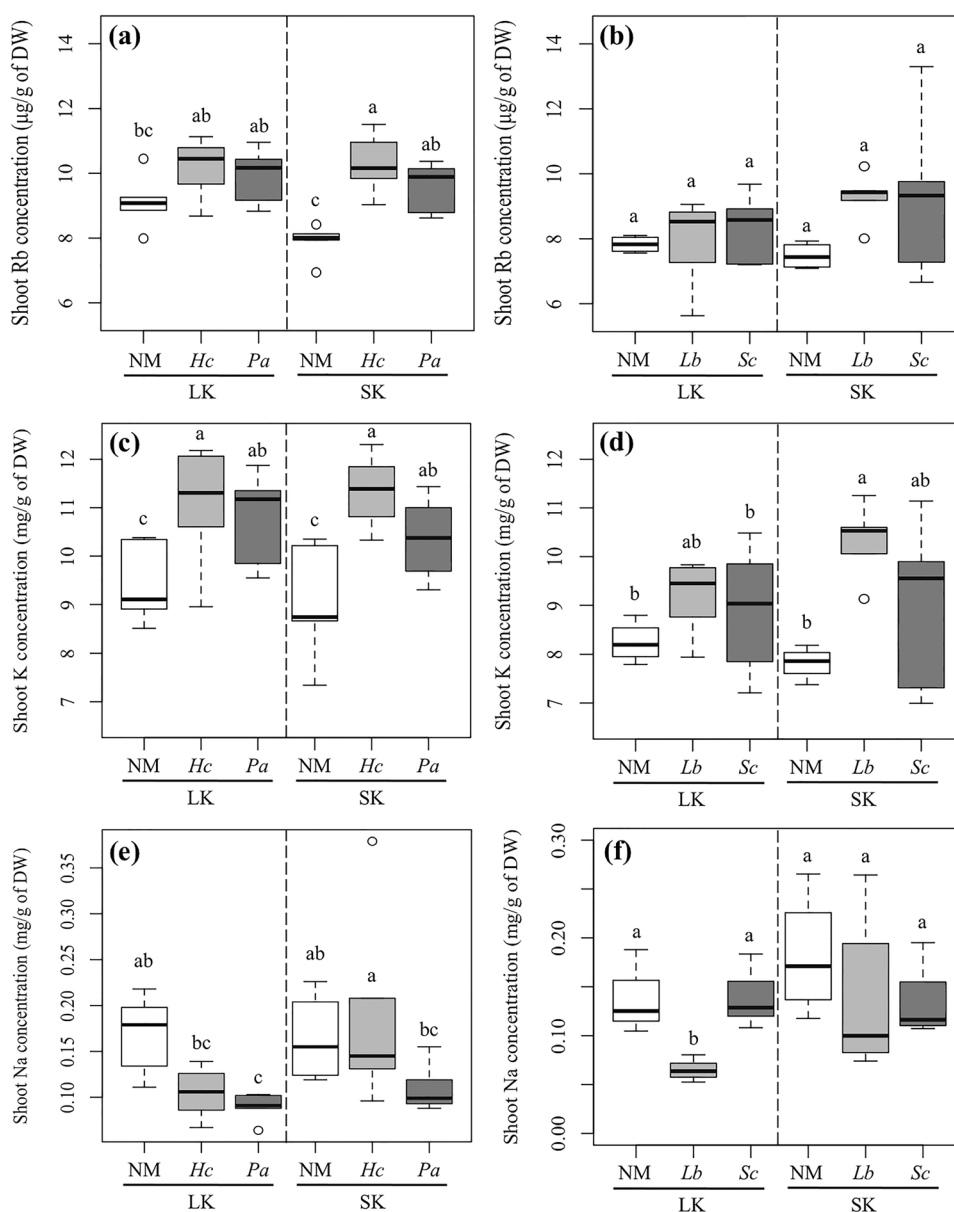 (a)
Shoot Rb concentration (µg/g of DW)
14
12
10
8
6
bc
ab
ab
c
a
ab
NM Hc Pa NM Hc Pa
LK SK
(b)
Shoot Rb concentration (µg/g of DW)
14
12
10
8
6
a
a
a
a
a
a
NM Lb Sc NM Lb Sc
LK SK
(c)
Shoot K concentration (mg/g of DW)
12
11
10
9
8
7
c
a
ab
c
a
ab
NM Hc Pa NM Hc Pa
LK SK
(d)
Shoot K concentration (mg/g of DW)
12
11
10
9
8
7
b
ab
b
b
a
ab
NM Lb Sc NM Lb Sc
LK SK
(e)
Shoot Na concentration (mg/g of DW)
0.35
0.25
0.20
0.15
0.10
ab
bc
c
ab
a
bc
NM Hc Pa NM Hc Pa
LK SK
(f)
Shoot Na concentration (mg/g of DW)
0.30
0.20
0.10
0.00
a
b
a
a
a
a
NM Lb Sc NM Lb Sc
LK SK